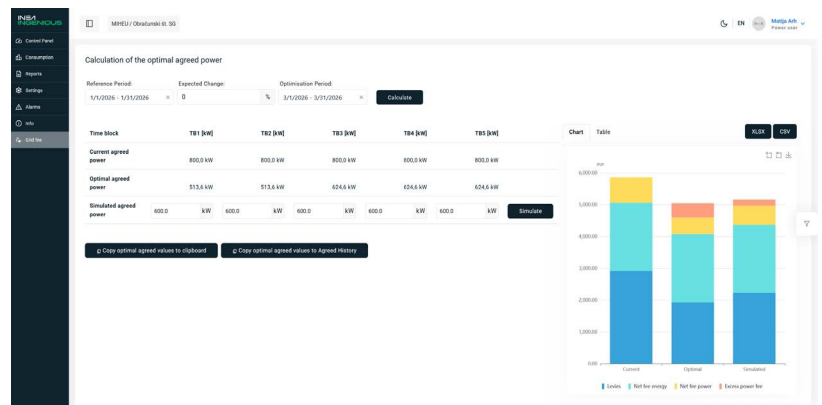 INEA
INGENIOUS
MIHEU / Obračunski št. SG
EN
Matija Arh
Power user
Control Panel
Consumption
Reports
Settings
Alarms
Info
Grid fee
Calculation of the optimal agreed power
Reference Period:
Expected Change:
Optimisation Period:
1/1/2026 - 1/31/2026
0
%
3/1/2026 - 3/31/2026
Calculate
Time block TB1 [kW] TB2 [kW] TB3 [kW] TB4 [kW] TB5 [kW]
Current agreed
power 800,0 kW 800,0 kW 800,0 kW 800,0 kW 800,0 kW
Optimal agreed
power 513,6 kW 513,6 kW 624,6 kW 624,6 kW 624,6 kW
Simulated agreed
power 600.0 kW 600.0 kW 600.0 kW 600.0 kW 600.0 kW Simulate
Copy optimal agreed values to clipboard
Copy optimal agreed values to Agreed History
Chart Table
XLSX CSV
6,000.00
5,000.00
4,000.00
3,000.00
2,000.00
1,000.00
0.00
Current Optimal Simulated
Levies Net fee energy Net fee power Excess power fee